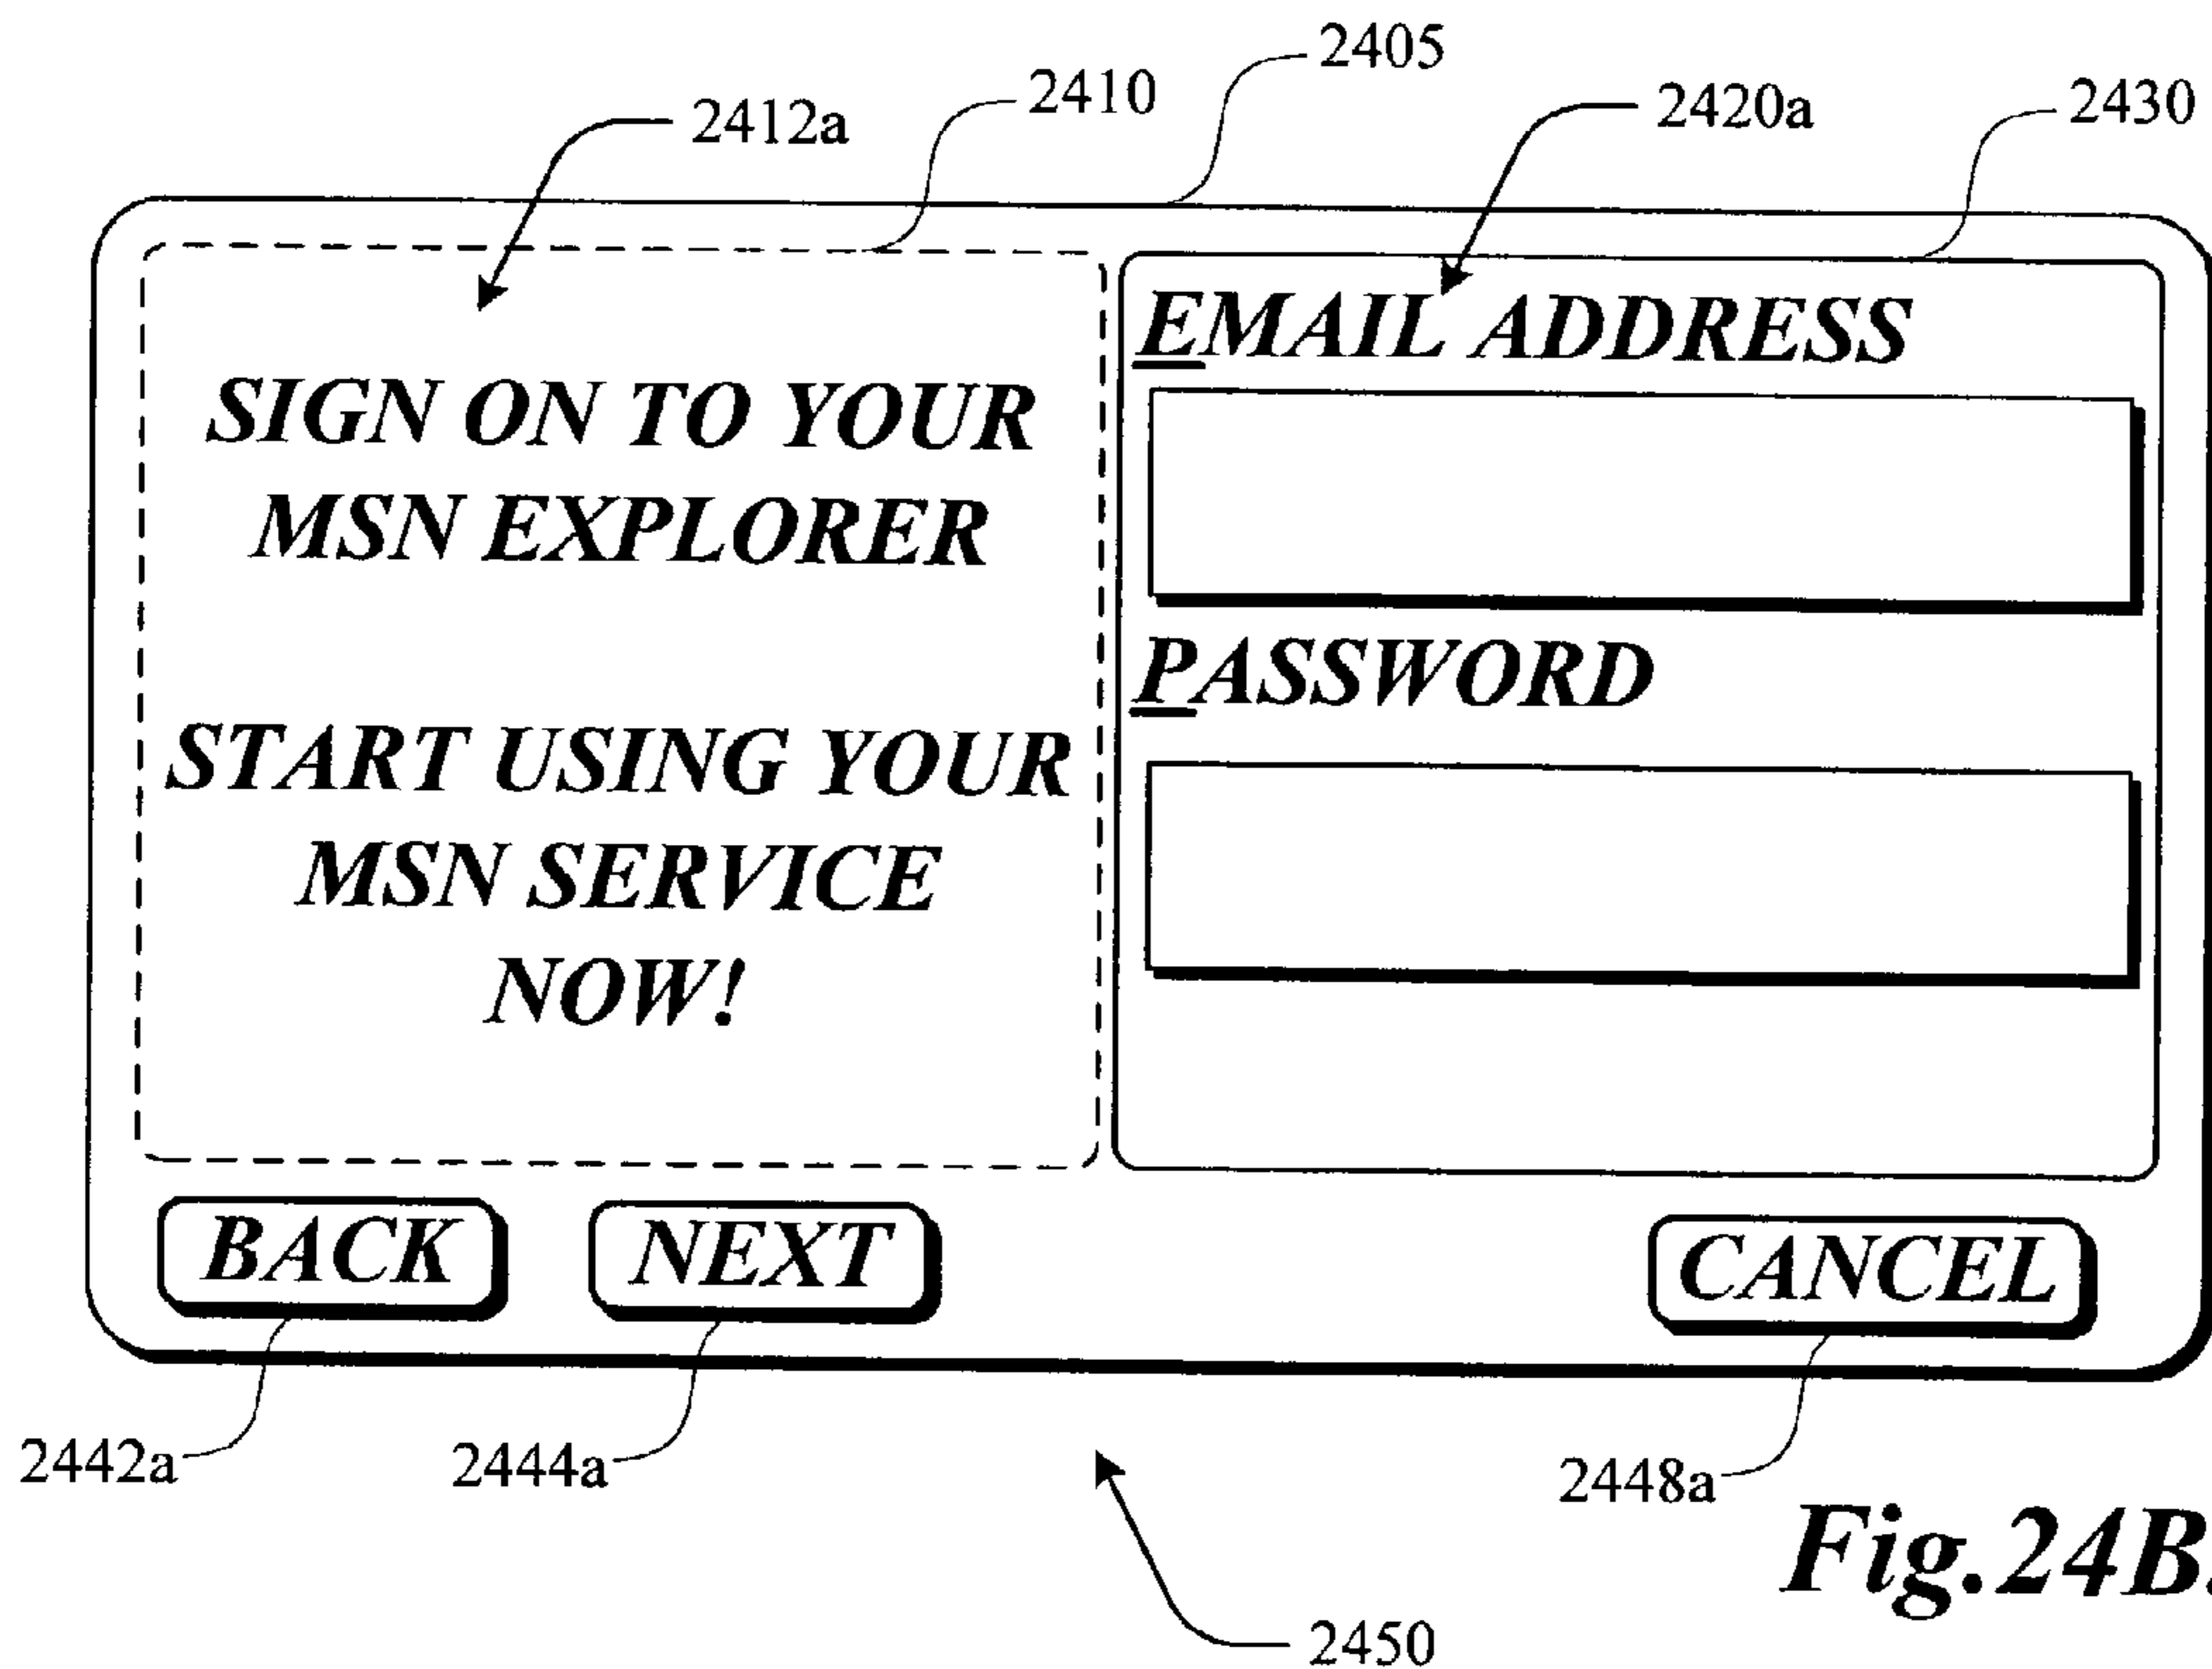 2405
2410
2412a
2420a
2430
SIGN ON TO YOUR
MSN EXPLORER
START USING YOUR
MSN SERVICE
NOW!
EMAIL ADDRESS
PASSWORD
BACK
NEXT
CANCEL
2442a
2444a
2448a
2450
Fig.24B.